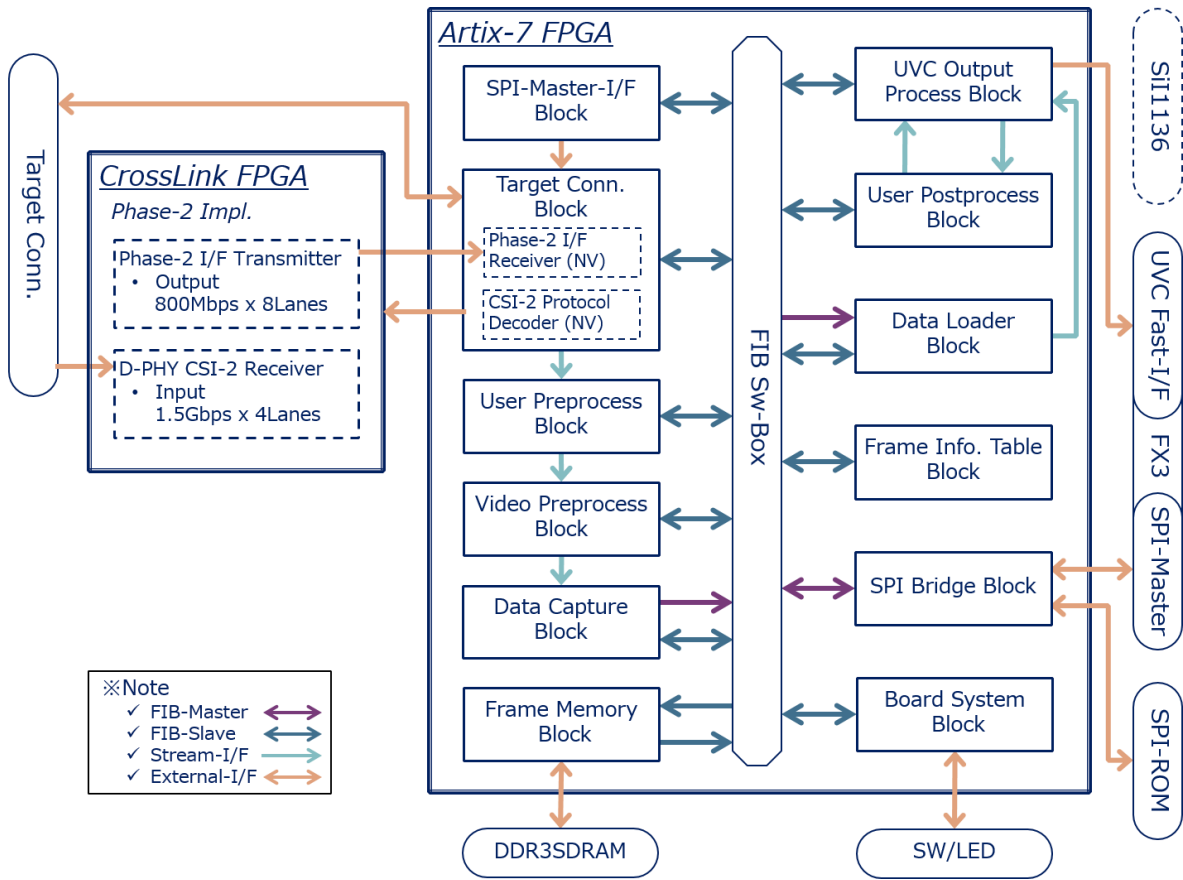 Artix-7 FPGA
SPI-Master-I/F
Block
Target Conn.
Block
Phase-2 I/F
Receiver (NV)
CSI-2 Protocol
Decoder (NV)
User Preprocess
Block
Video Preprocess
Block
Data Capture
Block
Frame Memory
Block
FIB Sw-Box
UVC Output
Process Block
User Postprocess
Block
Data Loader
Block
Frame Info. Table
Block
SPI Bridge Block
Board System
Block
Target Conn.
CrossLink FPGA
Phase-2 Impl.
Phase-2 I/F Transmitter
• Output
800Mbps x 8Lanes
D-PHY CSI-2 Receiver
• Input
1.5Gbps x 4Lanes
SiI1136
UVC Fast-I/F
FX3
SPI-Master
SPI-ROM
DDR3SDRAM
SW/LED
※Note
✓ FIB-Master
✓ FIB-Slave
✓ Stream-I/F
✓ External-I/F